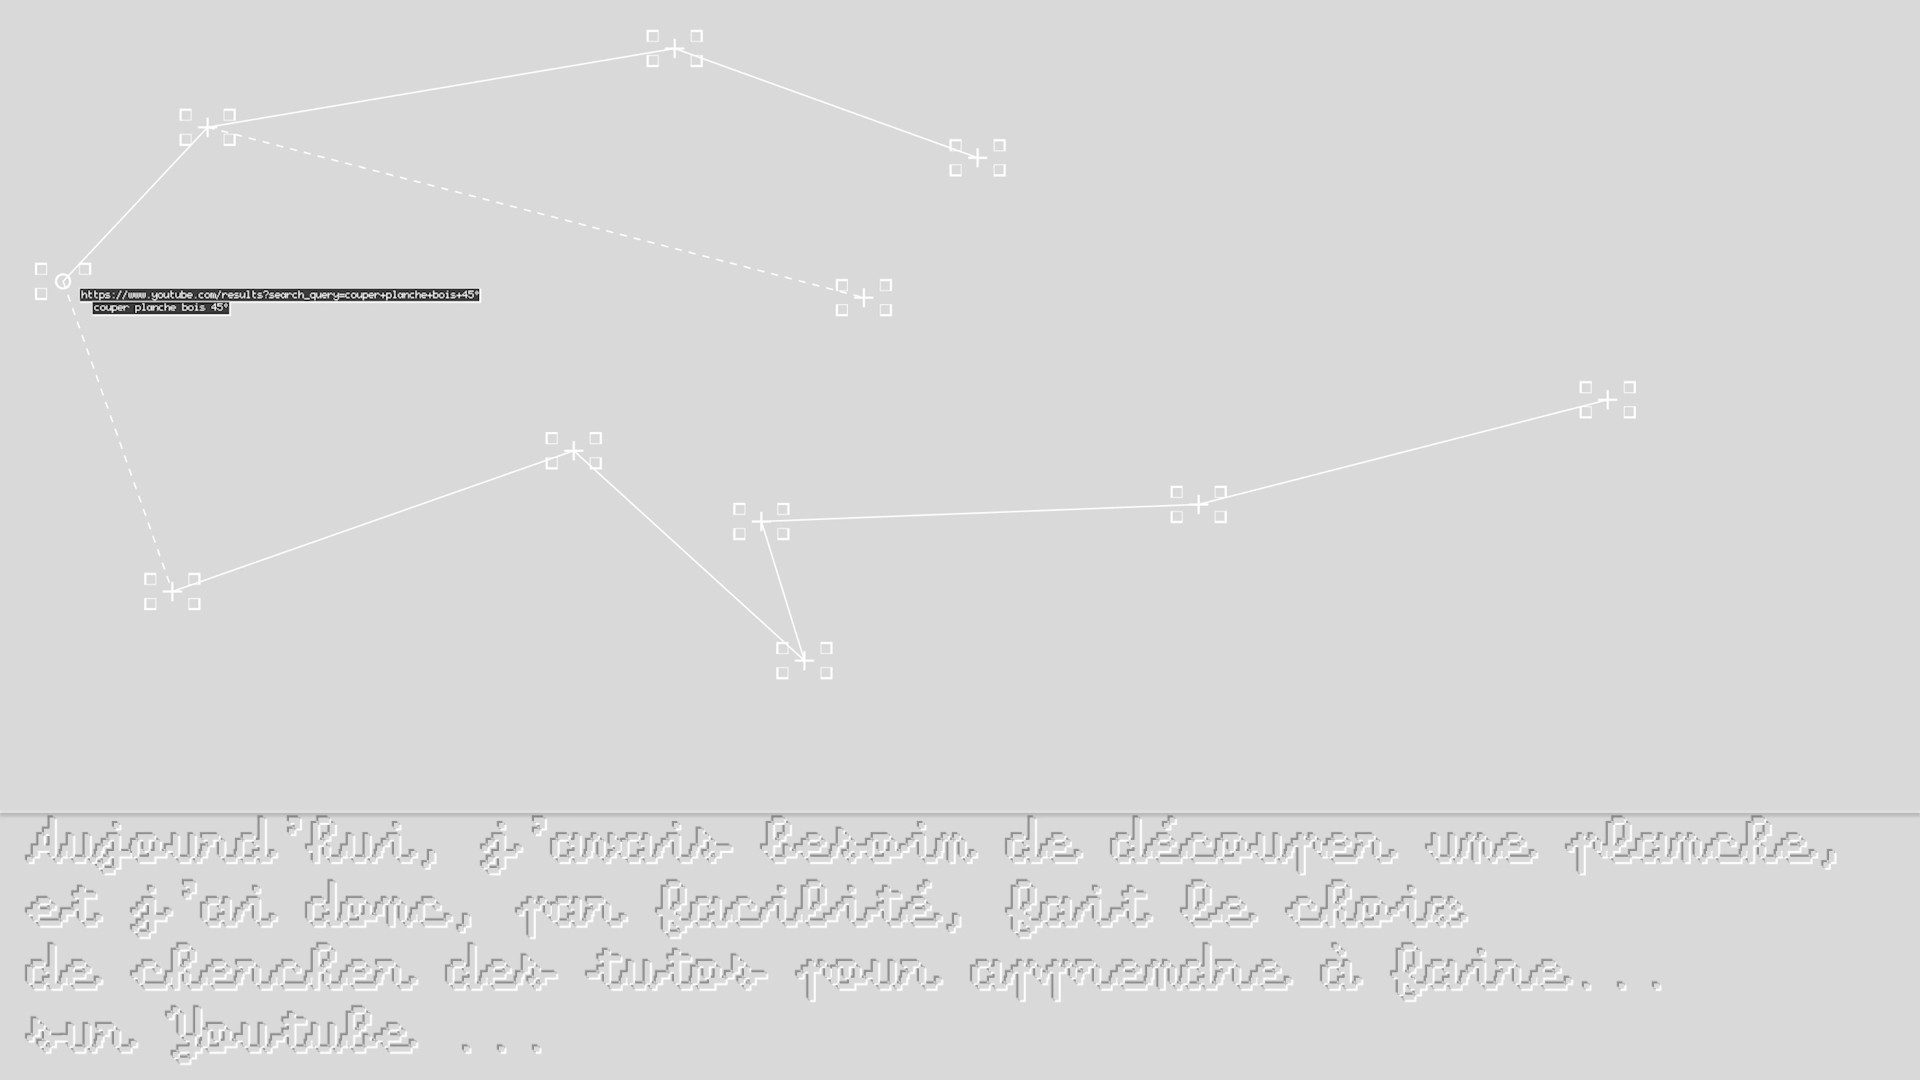 https://www.youtube.com/results?search_query=couper+planche+bois+45°
couper planche bois 45°
Aujourd'hui, j'avais besoin de découper une planche,
et j'ai donc, par facilité, fait le choix
de chercher des tutos pour apprendre à faire...
sur Youtube ...